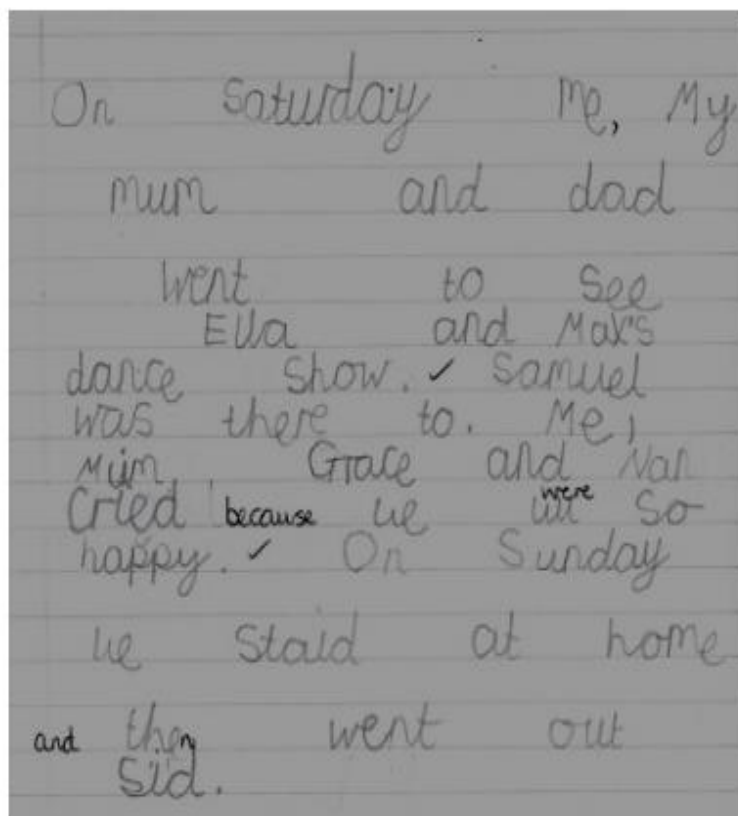 On Saturday Me, My
mum and dad
went to see
Ella and Max's
dance show. ✓ Samuel
was there to. Me,
Mum, Grace and Nan
Cried because we were so
happy. ✓ On Sunday
we staid at home
and then went out
Sid.